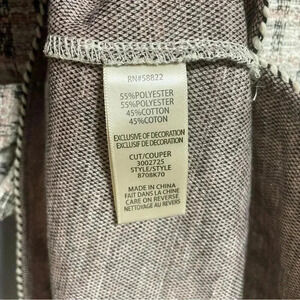 RN#58822
55%POLYESTER
55%POLYESTER
45%COTTON
45%COTON
EXCLUSIVE OF DECORATION
EXCLUSIF DE DECORATION
CUT/COUPER
3002725
STYLE/STYLE
8708K70
MADE IN CHINA
FAIT DANS LA CHINE
CARE ON REVERSE
NETTOYAGE AU REVERS